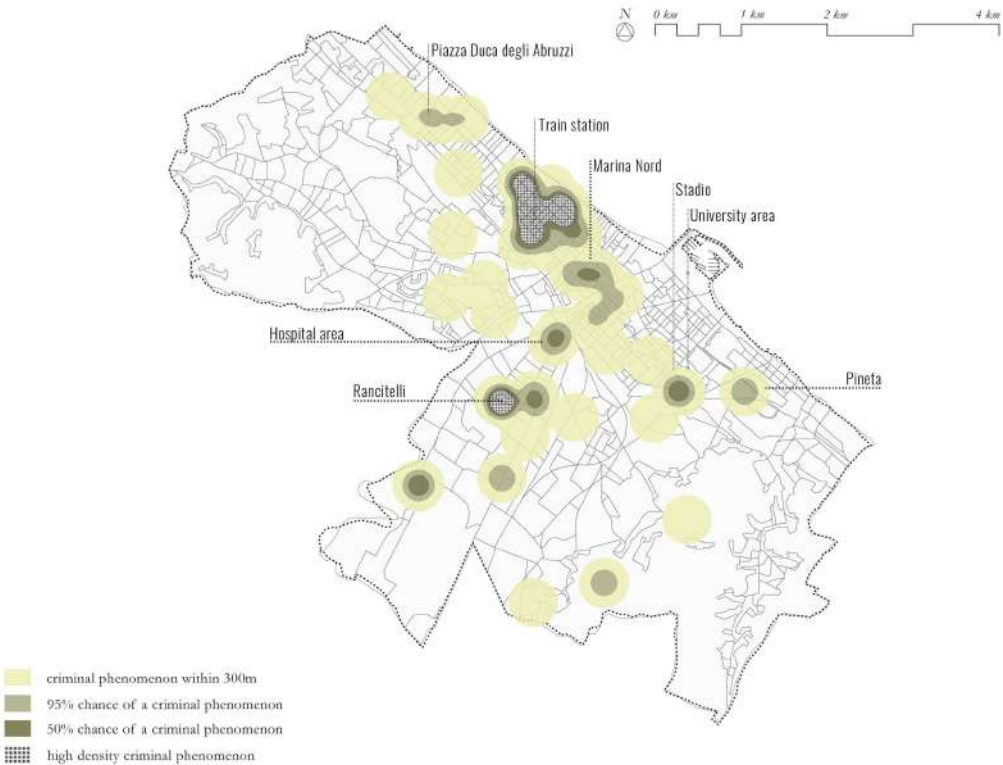 N
0 km 1 km 2 km 4 km
Piazza Duca degli Abruzzi
Train station
Marina Nord
Stadio
University area
Hospital area
Rancitelli
Pineta
criminal phenomenon within 300m
95% chance of a criminal phenomenon
50% chance of a criminal phenomenon
high density criminal phenomenon